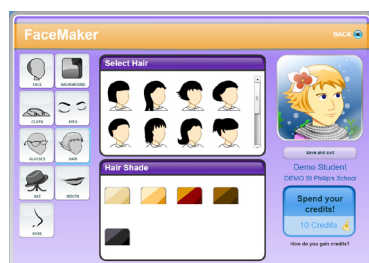 FaceMaker
BACK
Select Hair
FACE
BACKGROUND
CLOTH
EYES
GLASSES
HAIR
HAT
MOUTH
NOSE
Hair Shade
save and exit
Demo Student
DEMO St Philip's School
Spend your
credits!
10 Credits
How do you gain credits?